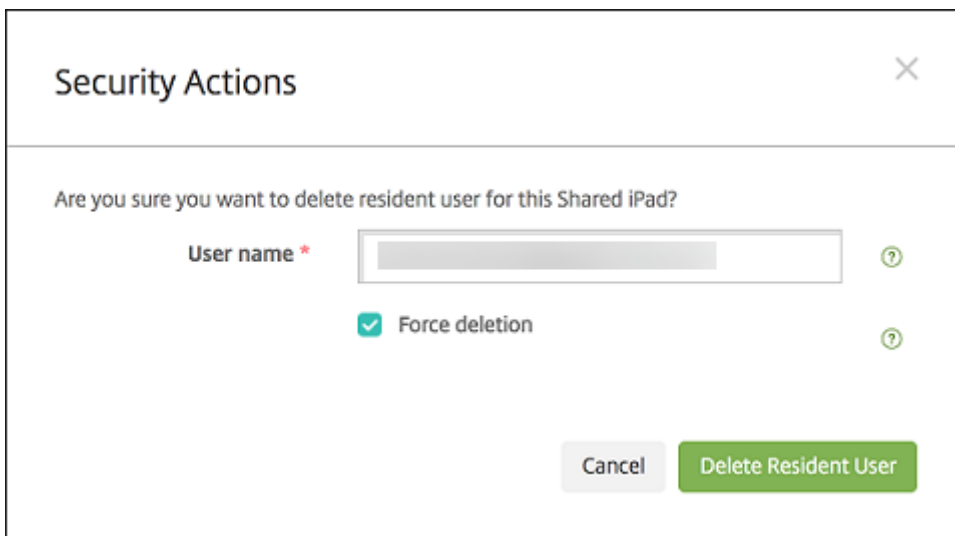 Security Actions
Are you sure you want to delete resident user for this Shared iPad?
User name *
Force deletion
Cancel
Delete Resident User